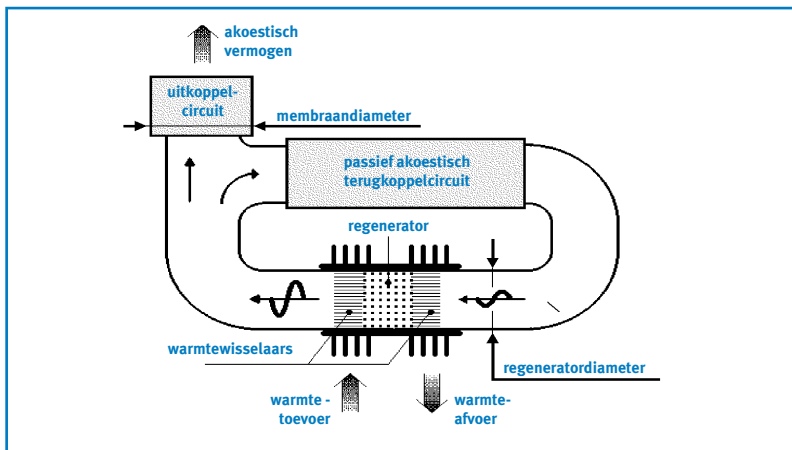 akoestisch
vermogen
uitkoppel-
circuit
membraandiameter
passief akoestisch
terugkoppelcircuit
regenerator
warmtewisselaars
regeneratordiameter
warmte -
toevoer
warmte-
afvoer